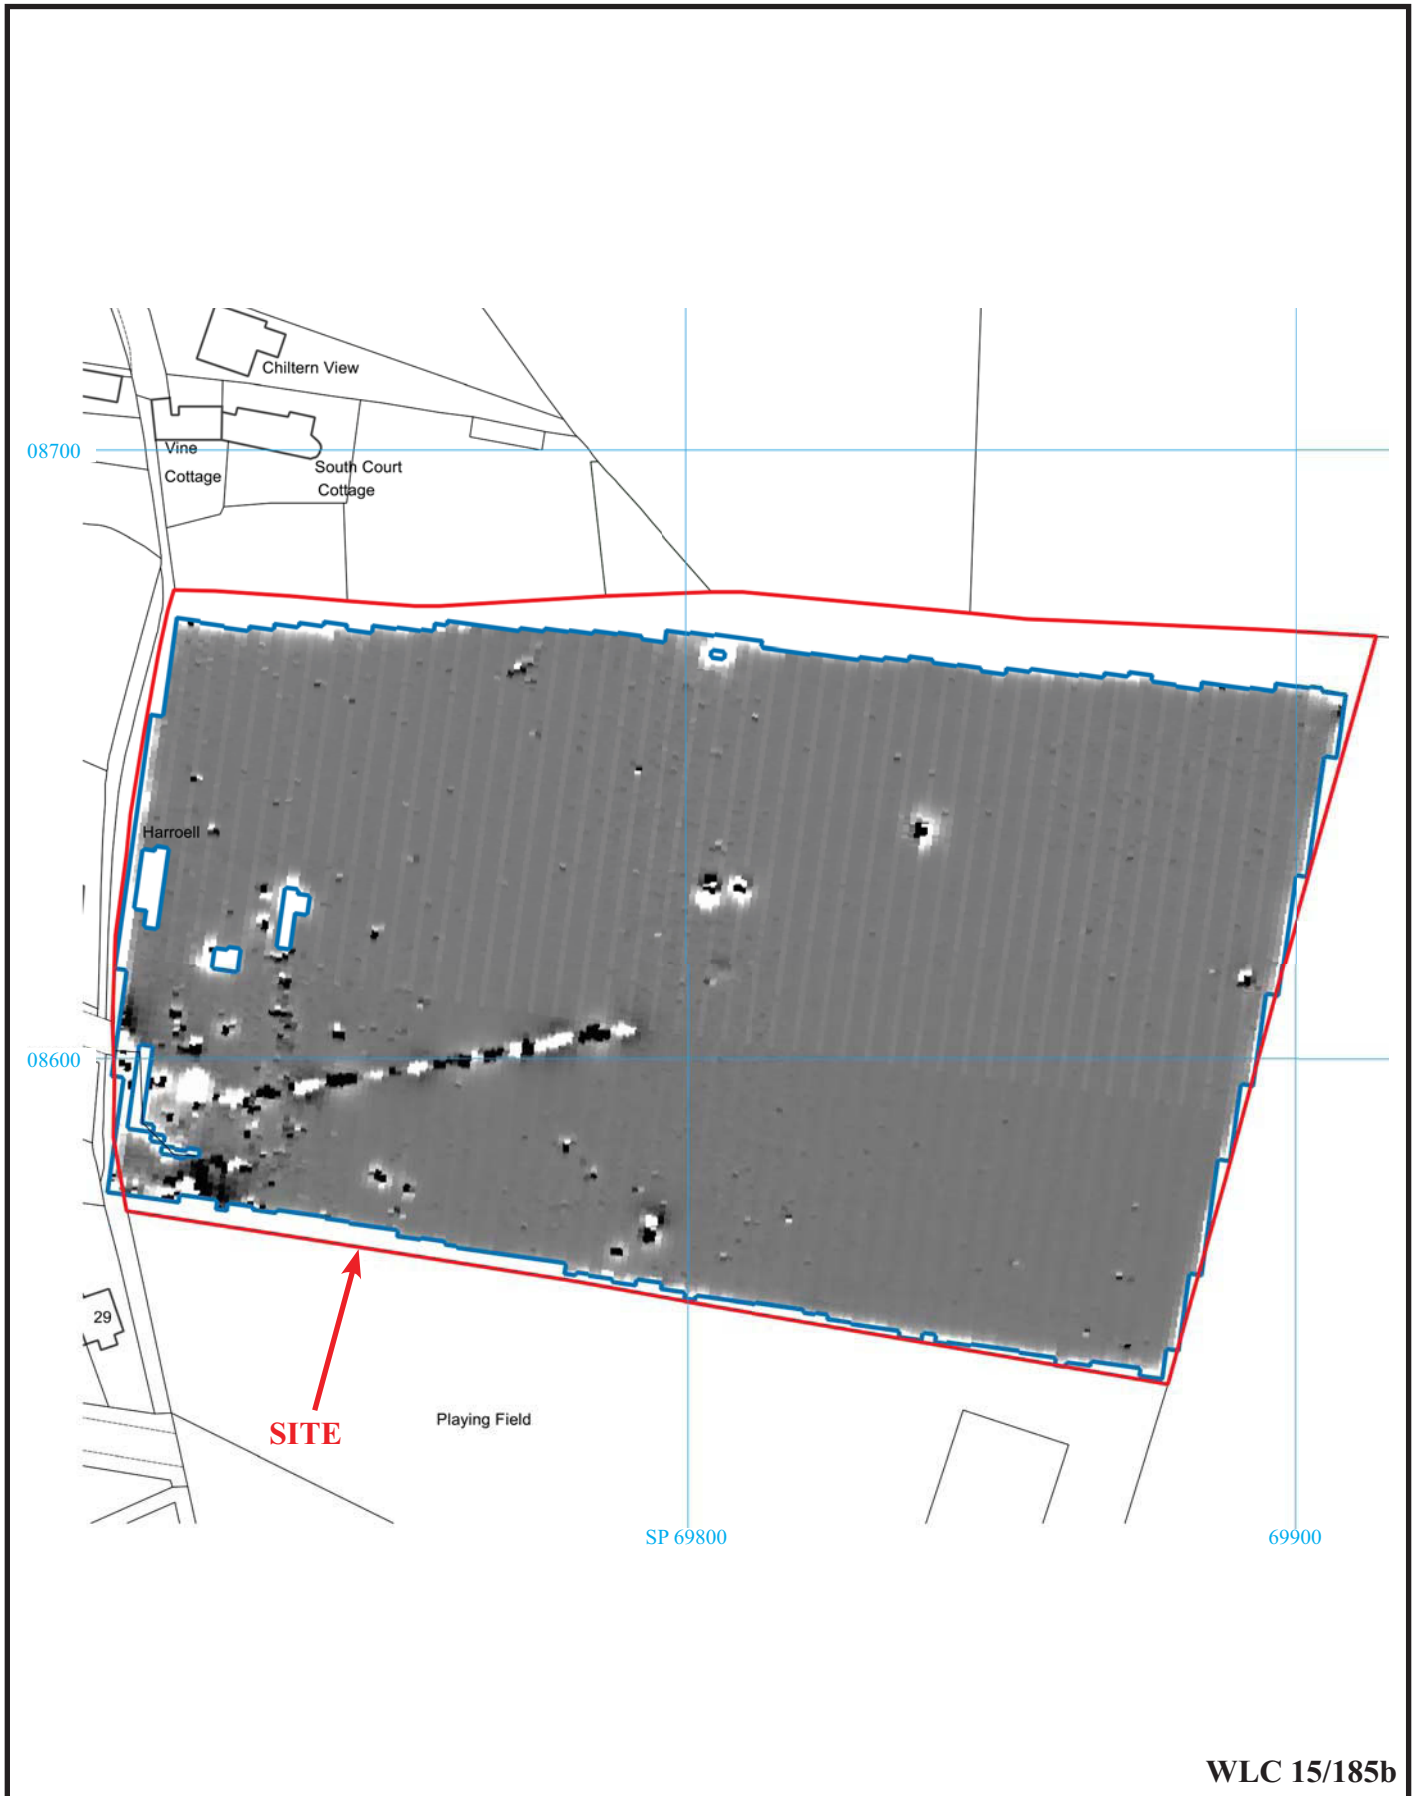 Chiltern View
08700
Vine
Cottage
South Court
Cottage
Harroell
08600
29
SITE
Playing Field
SP 69800
69900
WLC 15/185b